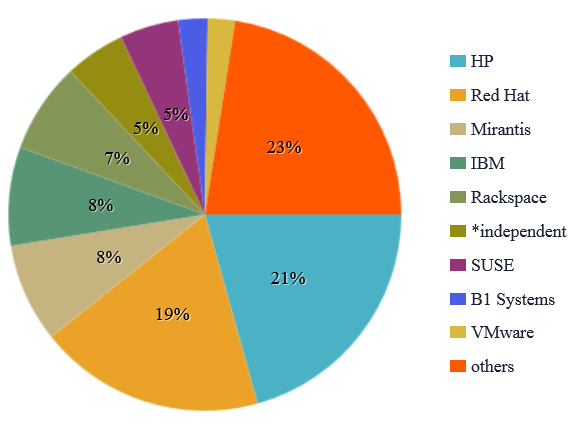 HP
Red Hat
Mirantis
IBM
Rackspace
*independent
SUSE
B1 Systems
VMware
others
23%
21%
19%
8%
8%
7%
5%
5%